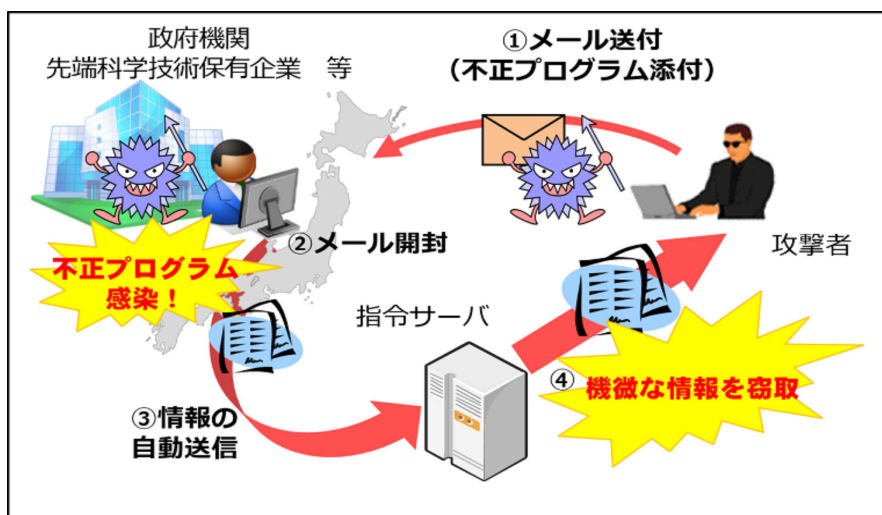 政府機関
先端科学技術保有企業　等
①メール送付
（不正プログラム添付）
②メール開封
攻撃者
不正プログラム
感染！
指令サーバ
④ 機微な情報を窃取
③情報の
自動送信